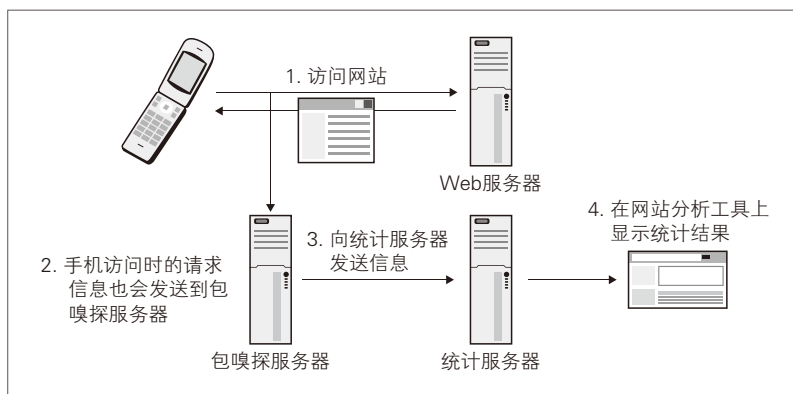 1. 访问网站
Web服务器
2. 手机访问时的请求
信息也会发送到包
嗅探服务器
包嗅探服务器
3. 向统计服务器
发送信息
统计服务器
4. 在网站分析工具上
显示统计结果